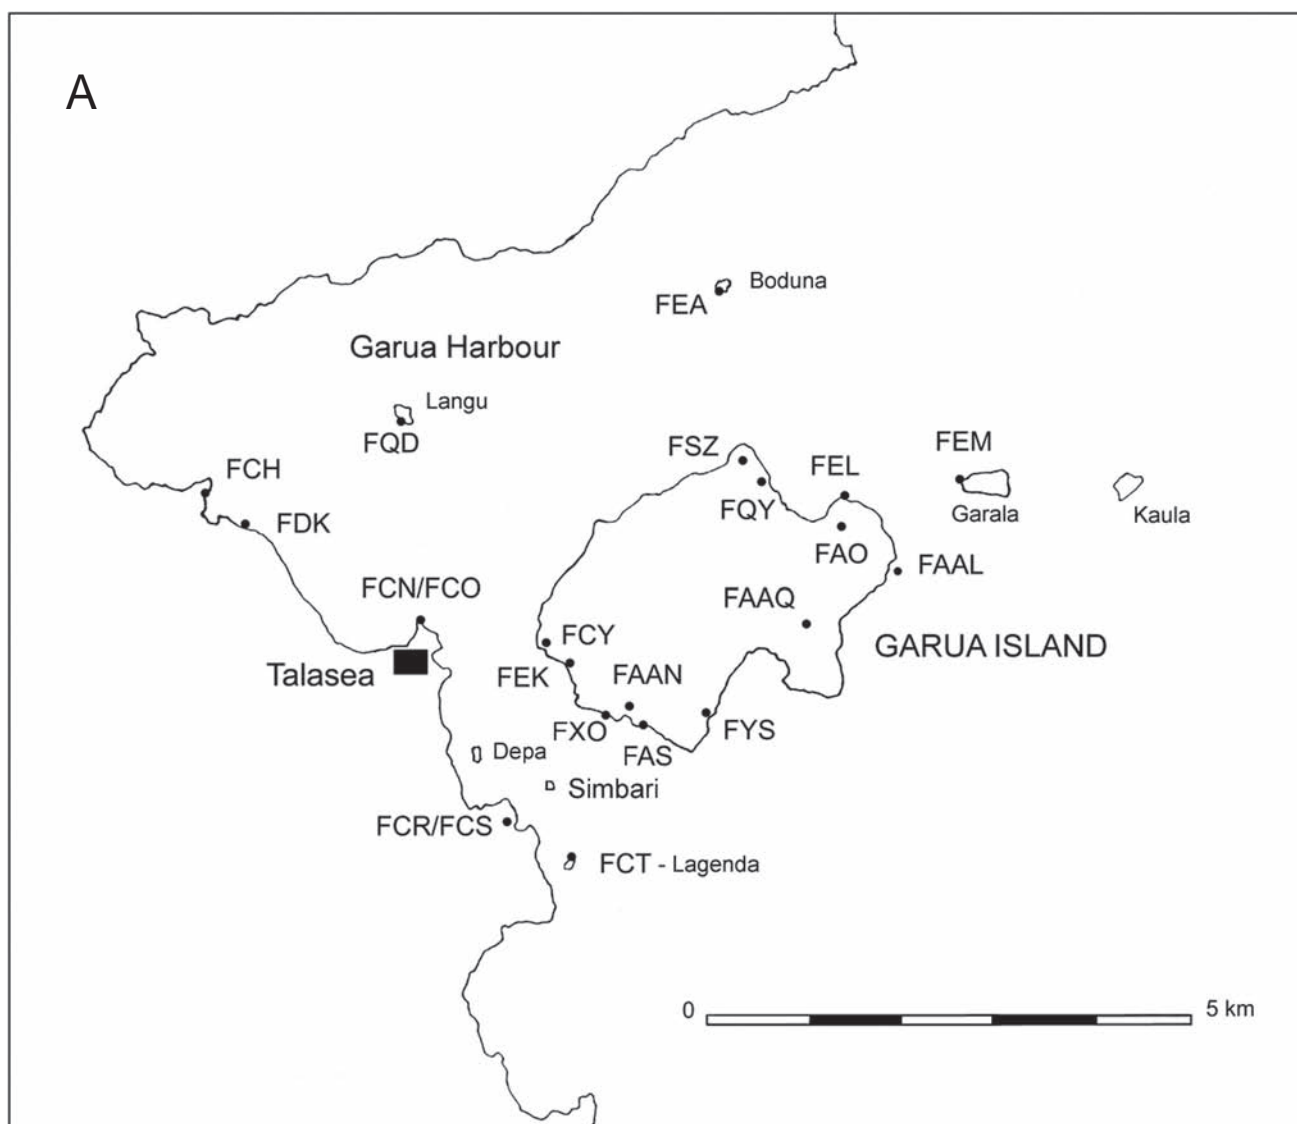 A
Boduna
FEA
Garua Harbour
Langu
FQD
FSZ
FEM
FCH
FEL
FQY
Garala
Kaula
FDK
FAO
FAAL
FCN/FCO
FAAQ
FCY
GARUA ISLAND
Talasea
FEK
FAAN
FXO
FYS
FAS
Depa
Simbari
FCR/FCS
FCT - Lagenda
0
5 km